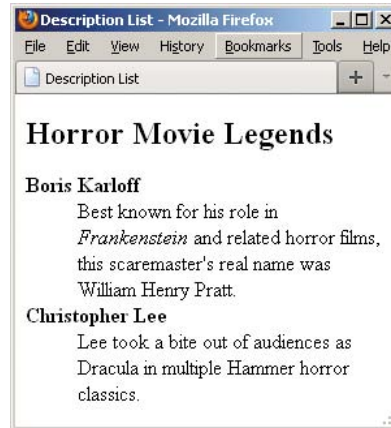 Description List - Mozilla Firefox
File Edit View History Bookmarks Tools Help
Description List
Horror Movie Legends
Boris Karloff
Best known for his role in
Frankenstein and related horror films,
this scaremaster's real name was
William Henry Pratt.
Christopher Lee
Lee took a bite out of audiences as
Dracula in multiple Hammer horror
classics.